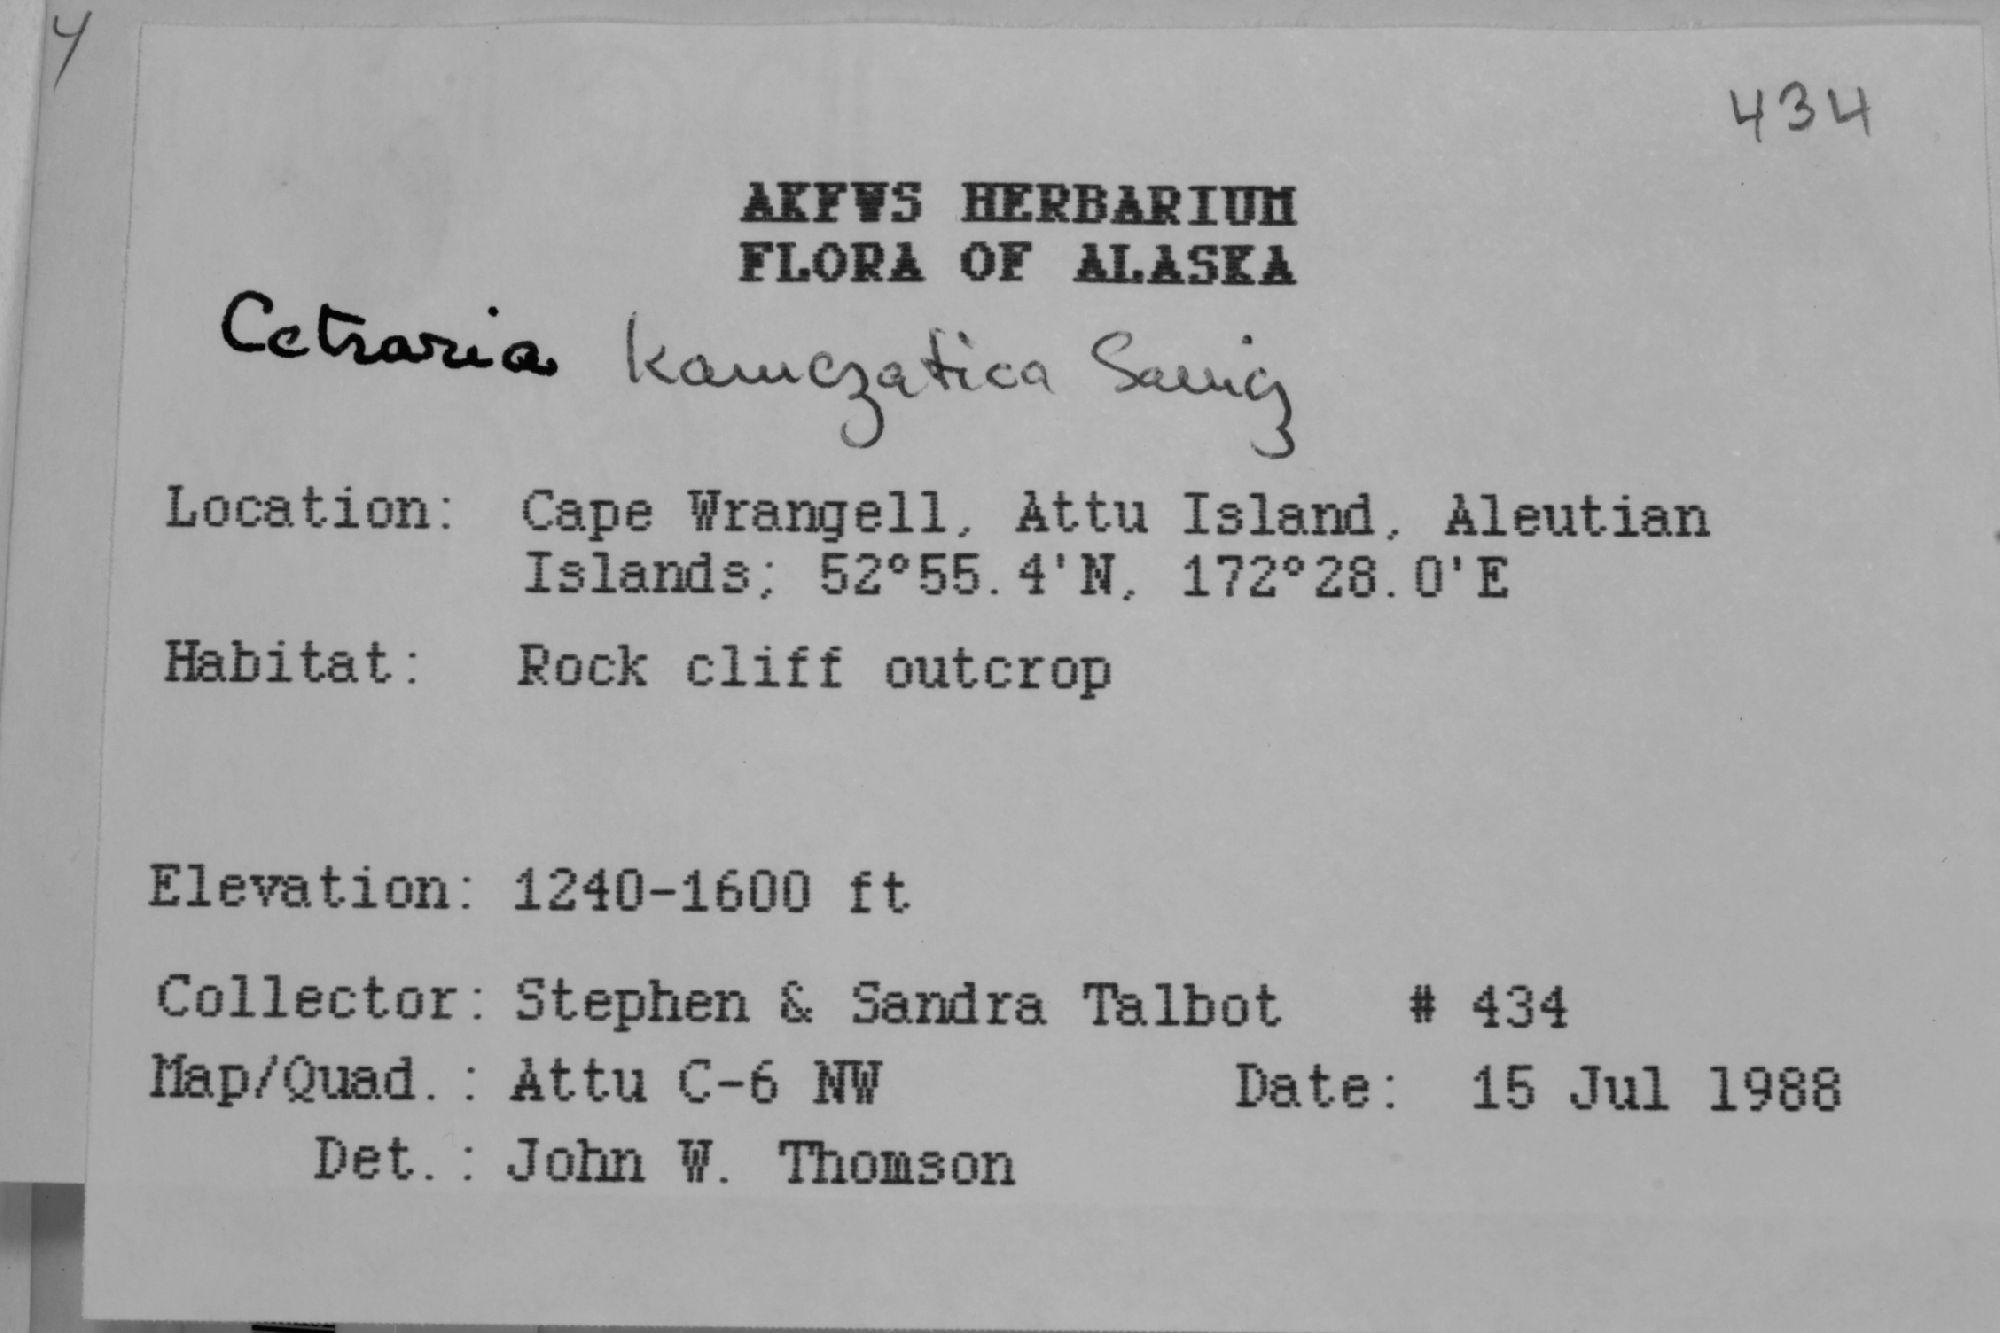 434
AKFWS HERBARIUM
FLORA OF ALASKA
Cetraria kamczatica Savicz
Location: Cape Wrangell, Attu Island, Aleutian
Islands; 52°55.4'N, 172°28.0'E
Habitat: Rock cliff outcrop
Elevation: 1240-1600 ft
Collector: Stephen & Sandra Talbot # 434
Map/Quad.: Attu C-6 NW Date: 15 Jul 1988
Det.: John W. Thomson